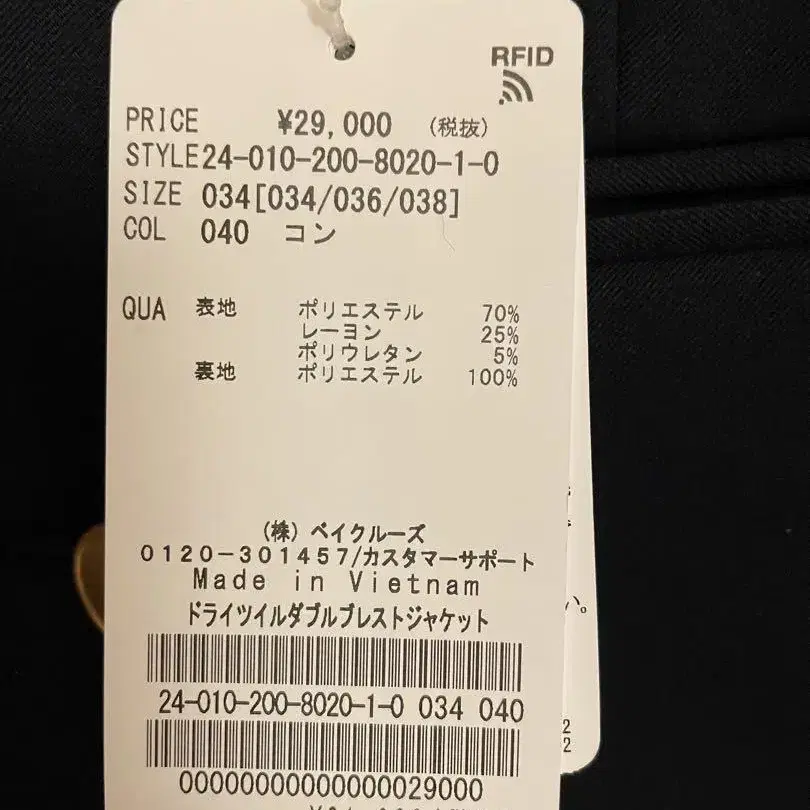 RFID
PRICE ¥29,000 (税抜)
STYLE24-010-200-8020-1-0
SIZE 034[034/036/038]
COL 040 コン
QUA 表地 ポリエステル 70%
レーヨン 25%
ポリウレタン 5%
裏地 ポリエステル 100%
(株) ベイクルーズ
0120-301457/カスタマーサポート
Made in Vietnam
ドライツイルダブルブレストジャケット
24-010-200-8020-1-0 034 040
00000000000000029000
い。
2
2